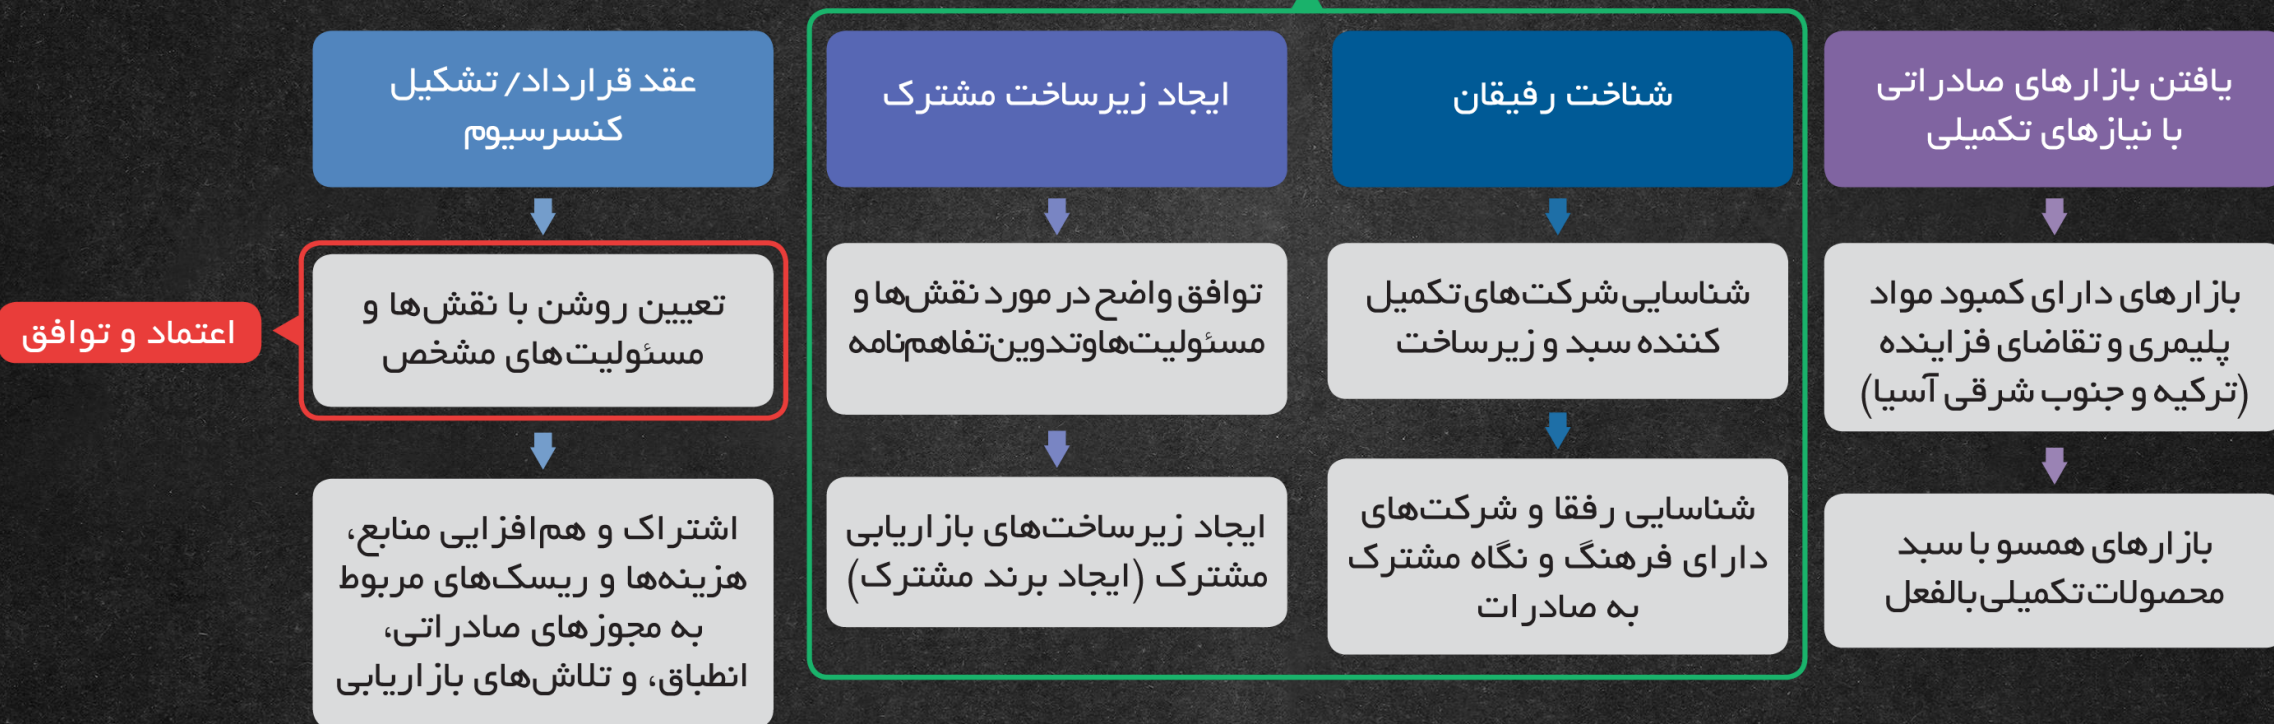 یافتن بازارهای صادراتی
با نیازهای تکمیلی
بازارهای دارای کمبود مواد
پلیمری و تقاضای فزاینده
(ترکیه و جنوب شرقی آسیا)
بازارهای همسو با سبد
محصولات تکمیلی بالفعل
شناخت رفیقان
شناسایی شرکت‌های تکمیل
کننده سبد و زیرساخت
شناسایی رفقا و شرکت‌های
دارای فرهنگ و نگاه مشترک
به صادرات
ایجاد زیرساخت مشترک
توافق واضح در مورد نقش‌ها و
مسئولیت‌ها و تدوین تفاهم‌نامه
ایجاد زیرساخت‌های بازاریابی
مشترک (ایجاد برند مشترک)
عقد قرارداد/ تشکیل
کنسرسیوم
تعیین روشن با نقش‌ها و
مسئولیت‌های مشخص
اشتراک و هم‌افزایی منابع،
هزینه‌ها و ریسک‌های مربوط
به مجوزهای صادراتی،
انطباق، و تلاش‌های بازاریابی
اعتماد و توافق